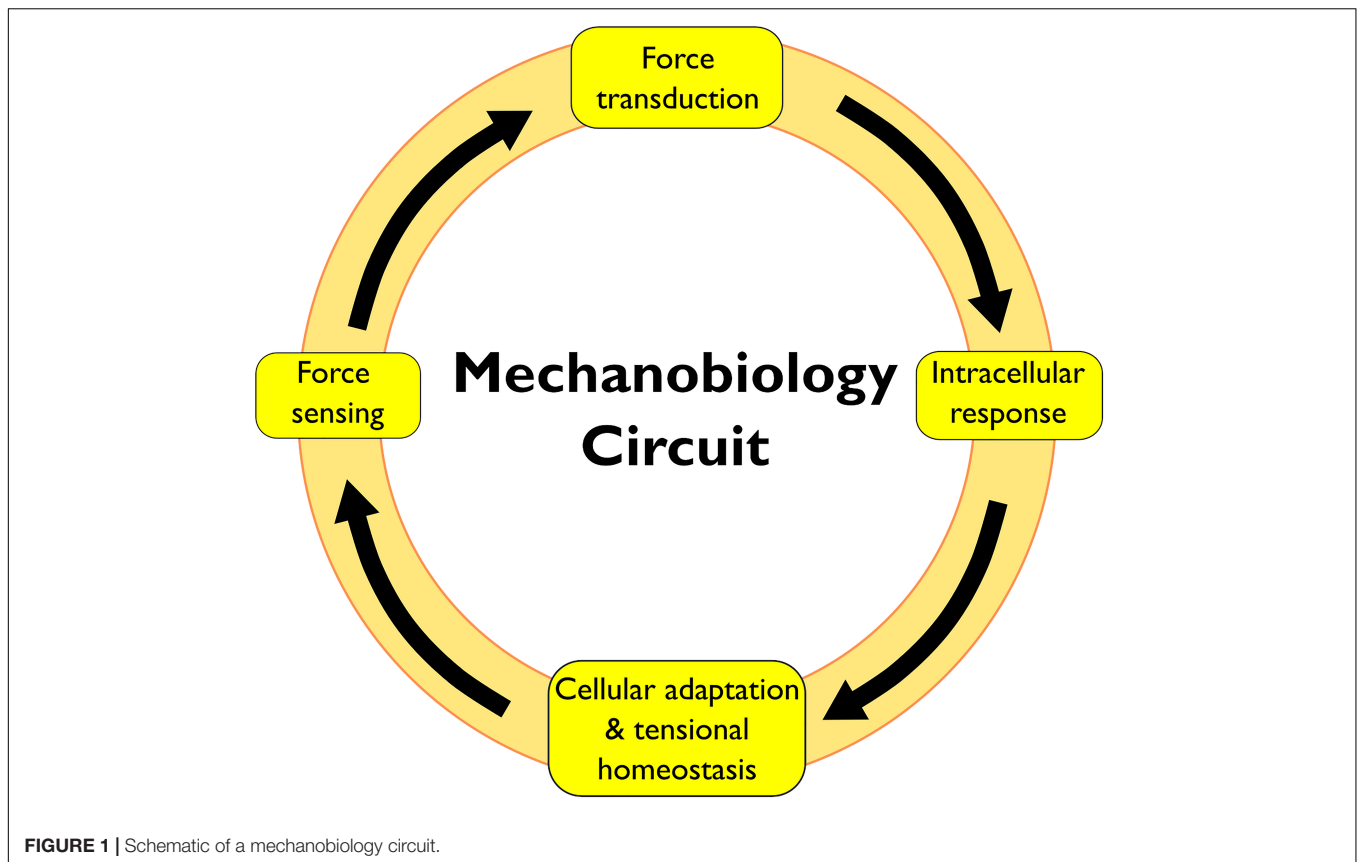 Force
transduction
Force
sensing
Mechanobiology
Circuit
Intracellular
response
Cellular adaptation
& tensional
homeostasis
FIGURE 1 | Schematic of a mechanobiology circuit.